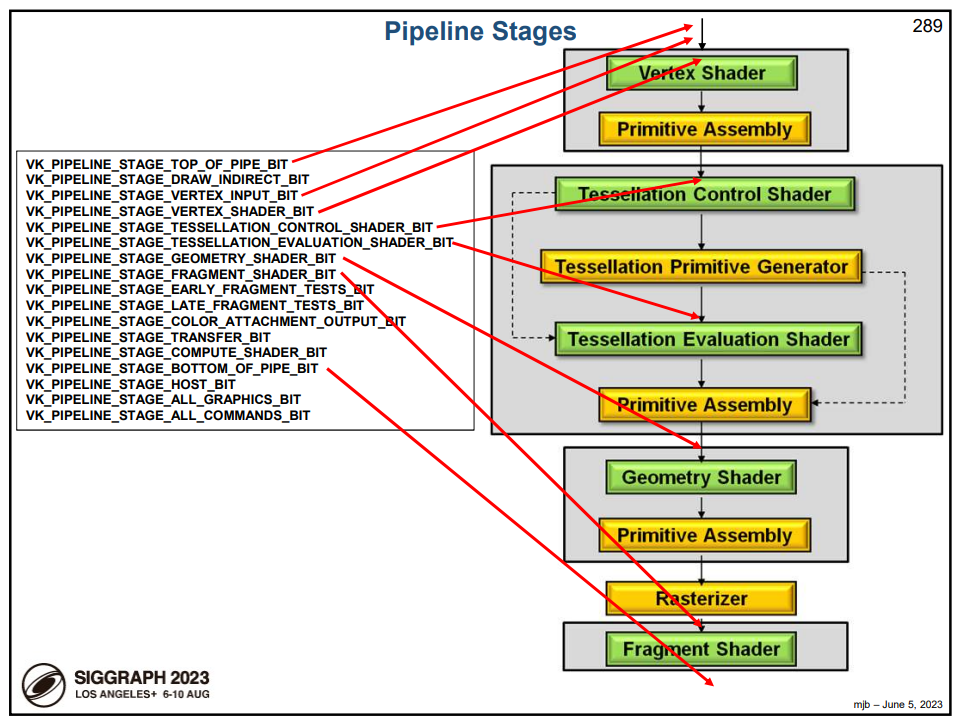 Pipeline Stages
289
VK_PIPELINE_STAGE_TOP_OF_PIPE_BIT
VK_PIPELINE_STAGE_DRAW_INDIRECT_BIT
VK_PIPELINE_STAGE_VERTEX_INPUT_BIT
VK_PIPELINE_STAGE_VERTEX_SHADER_BIT
VK_PIPELINE_STAGE_TESSELLATION_CONTROL_SHADER_BIT
VK_PIPELINE_STAGE_TESSELLATION_EVALUATION_SHADER_BIT
VK_PIPELINE_STAGE_GEOMETRY_SHADER_BIT
VK_PIPELINE_STAGE_FRAGMENT_SHADER_BIT
VK_PIPELINE_STAGE_EARLY_FRAGMENT_TESTS_BIT
VK_PIPELINE_STAGE_LATE_FRAGMENT_TESTS_BIT
VK_PIPELINE_STAGE_COLOR_ATTACHMENT_OUTPUT_BIT
VK_PIPELINE_STAGE_TRANSFER_BIT
VK_PIPELINE_STAGE_COMPUTE_SHADER_BIT
VK_PIPELINE_STAGE_BOTTOM_OF_PIPE_BIT
VK_PIPELINE_STAGE_HOST_BIT
VK_PIPELINE_STAGE_ALL_GRAPHICS_BIT
VK_PIPELINE_STAGE_ALL_COMMANDS_BIT
Vertex Shader
Primitive Assembly
Tessellation Control Shader
Tessellation Primitive Generator
Tessellation Evaluation Shader
Primitive Assembly
Geometry Shader
Primitive Assembly
Rasterizer
Fragment Shader
SIGGRAPH 2023
LOS ANGELES+ 6-10 AUG
mjb – June 5, 2023